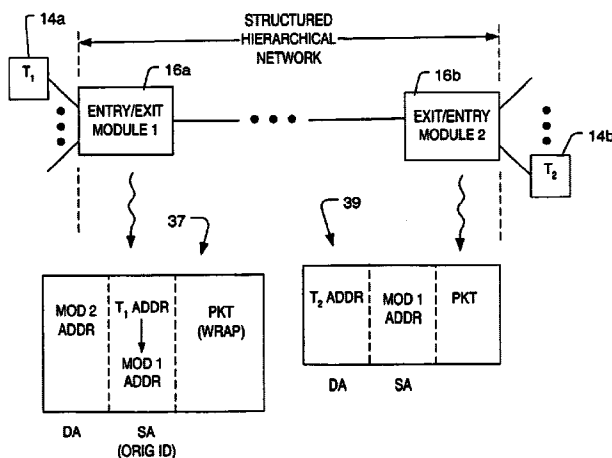 STRUCTURED
HIERARCHICAL
NETWORK
14a
T1
16a
ENTRY/EXIT
MODULE 1
16b
EXIT/ENTRY
MODULE 2
14b
T2
37
MOD 2
ADDR
T1 ADDR
MOD 1
ADDR
PKT
(WRAP)
DA
SA
(ORIG ID)
39
T2 ADDR
MOD 1
ADDR
PKT
DA
SA